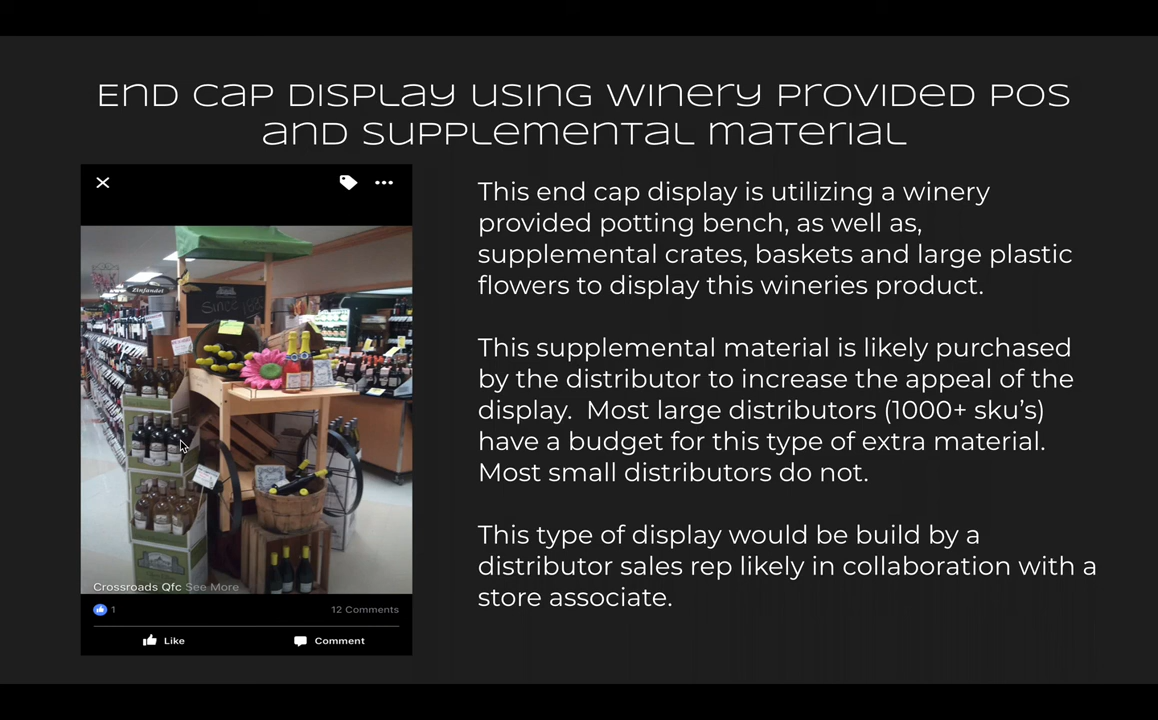 End cap display using winery provided POS
and supplemental material
This end cap display is utilizing a winery
provided potting bench, as well as,
supplemental crates, baskets and large plastic
flowers to display this wineries product.
This supplemental material is likely purchased
by the distributor to increase the appeal of the
display.  Most large distributors (1000+ sku's)
have a budget for this type of extra material.
Most small distributors do not.
This type of display would be build by a
distributor sales rep likely in collaboration with a
store associate.
Zinfandel
Since
Crossroads Qfc See More
1
12 Comments
Like
Comment